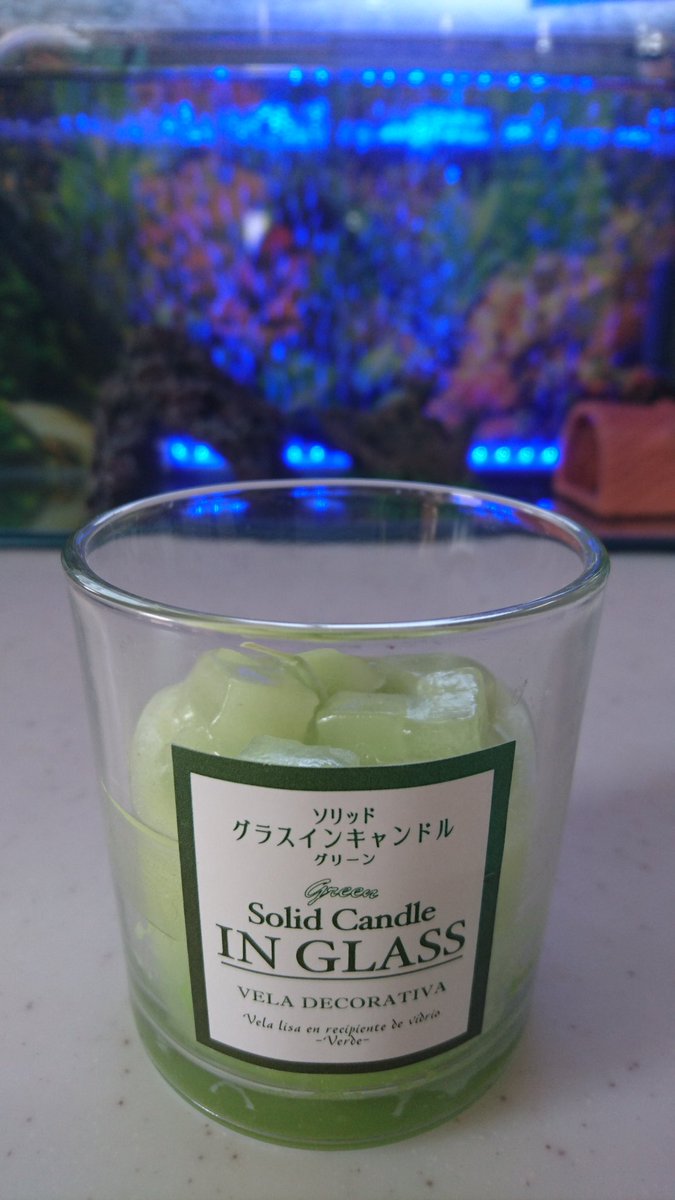 ソリッド
グラスインキャンドル
グリーン
Green
Solid Candle
IN GLASS
VELA DECORATIVA
Vela lisa en recipiente de vidrio
-Verde-